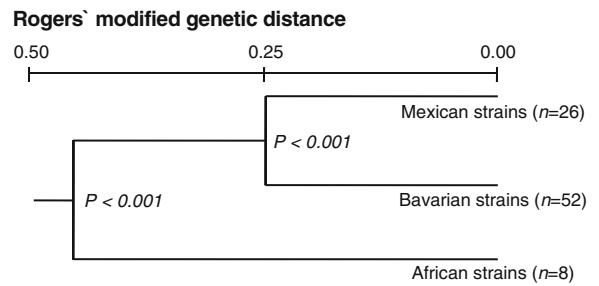 Rogers` modified genetic distance
0.50 0.25 0.00
Mexican strains (n=26)
P < 0.001
Bavarian strains (n=52)
P < 0.001
African strains (n=8)